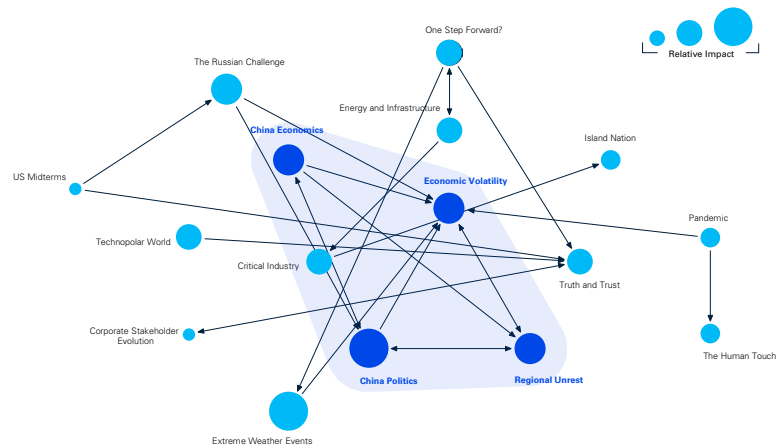 One Step Forward?
Relative Impact
The Russian Challenge
Energy and Infrastructure
China Economics
Island Nation
US Midterms
Economic Volatility
Pandemic
Technopolar World
Critical Industry
Truth and Trust
Corporate Stakeholder
Evolution
The Human Touch
China Politics
Regional Unrest
Extreme Weather Events